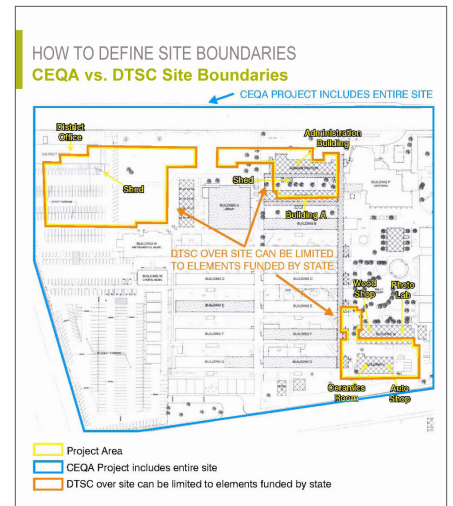 HOW TO DEFINE SITE BOUNDARIES
CEQA vs. DTSC Site Boundaries
CEQA PROJECT INCLUDES ENTIRE SITE
District
Office
Administration
Building
Shed
Shed
Building A
DTSC OVER SITE CAN BE LIMITED
TO ELEMENTS FUNDED BY STATE
Wood
Shop
Photo
Lab
Ceramics
Room
Auto
Shop
Project Area
CEQA Project includes entire site
DTSC over site can be limited to elements funded by state